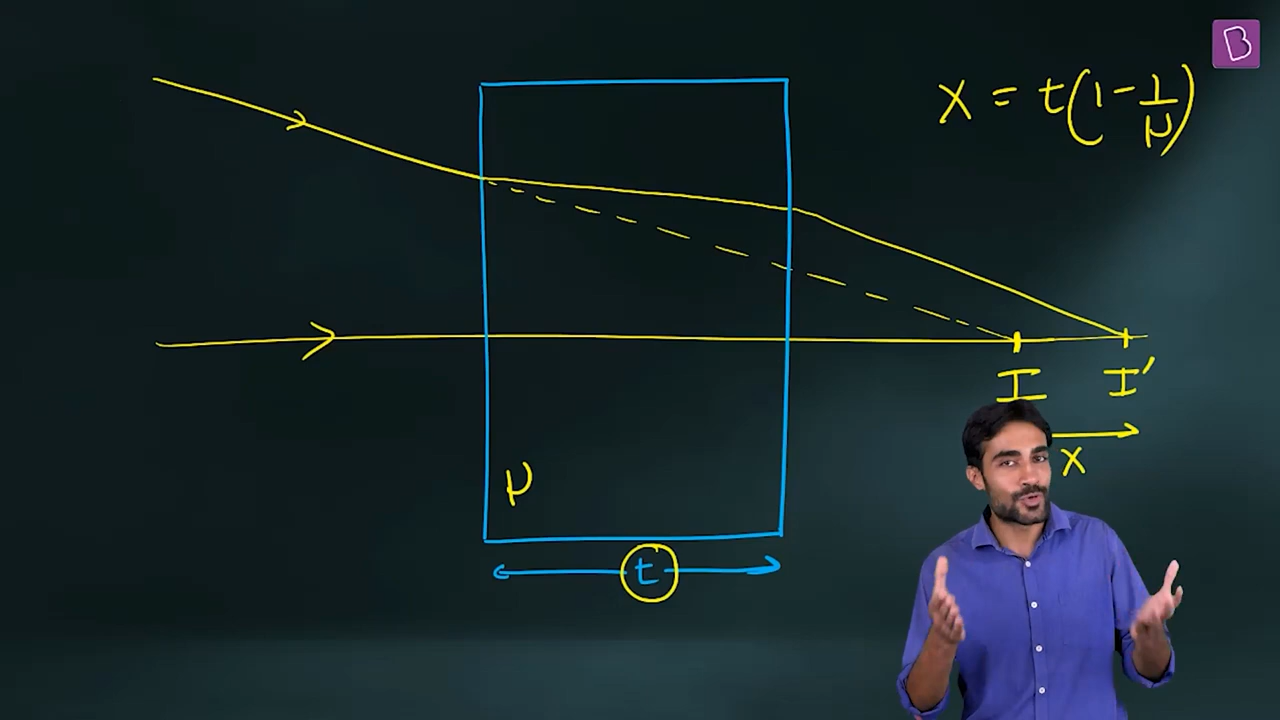 B
x = t(1 - 1/μ)
I I'
x
μ
t